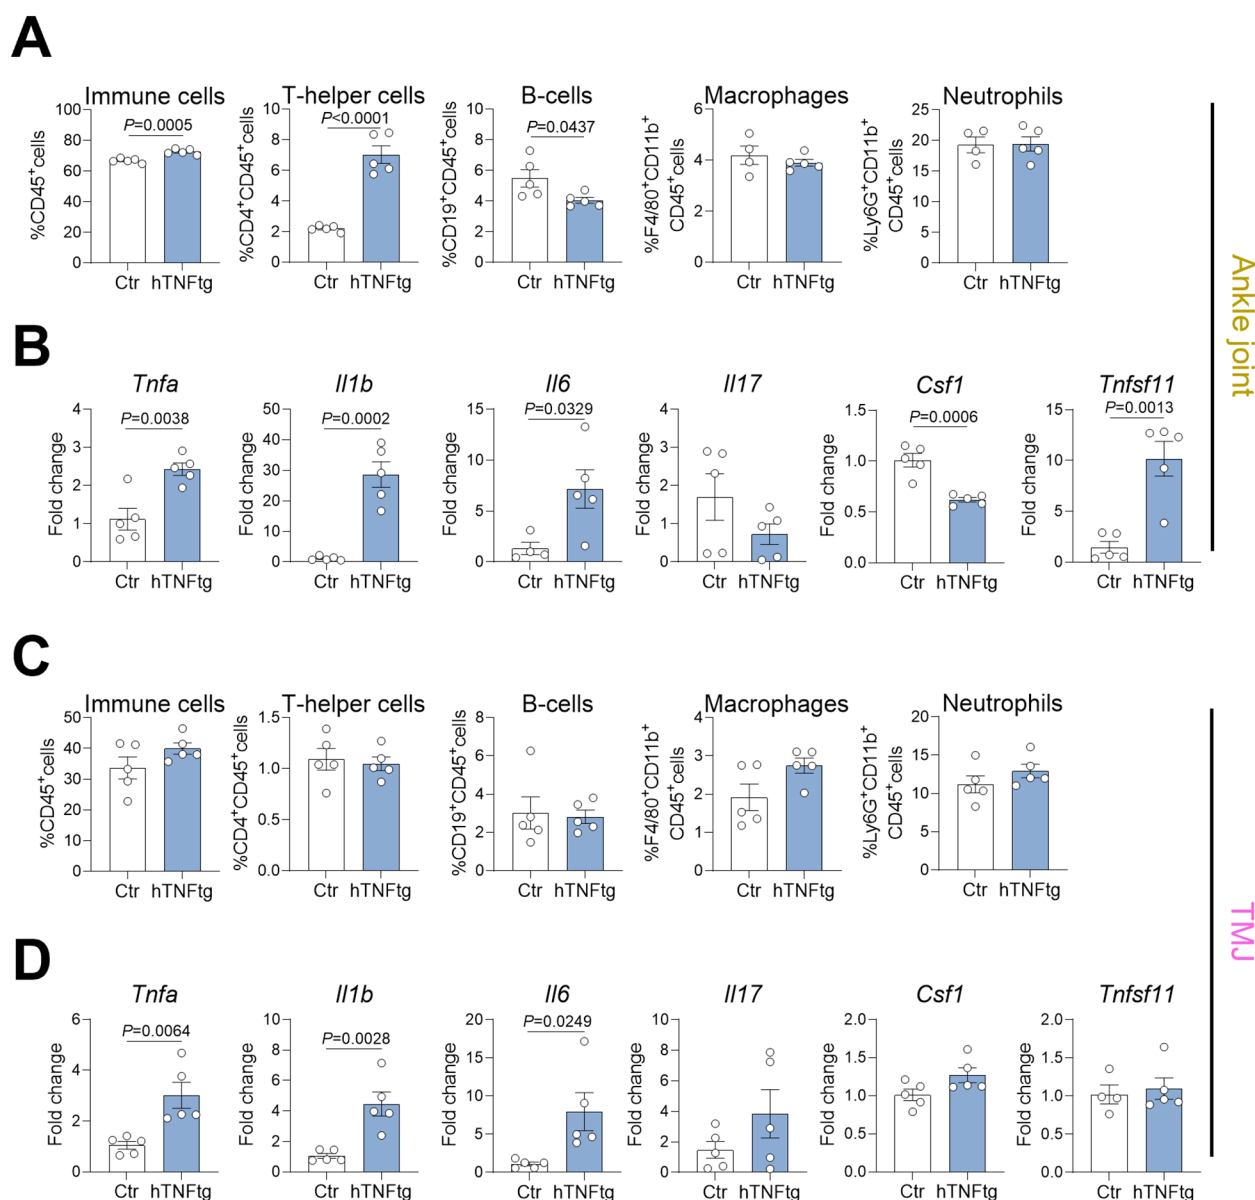 A
Immune cells
T-helper cells
B-cells
Macrophages
Neutrophils
%CD45⁺cells
100
80
60
40
20
0
P=0.0005
Ctr hTNFtg
%CD4⁺CD45⁺cells
10
8
6
4
2
0
P<0.0001
Ctr hTNFtg
%CD19⁺CD45⁺cells
10
8
6
4
2
0
P=0.0437
Ctr hTNFtg
%F4/80⁺CD11b⁺
CD45⁺cells
6
4
2
0
Ctr hTNFtg
%Ly6G⁺CD11b⁺
CD45⁺cells
25
20
15
10
5
0
Ctr hTNFtg
Ankle joint
B
Tnfa
Il1b
Il6
Il17
Csf1
Tnfsf11
Fold change
4
3
2
1
0
P=0.0038
Ctr hTNFtg
Fold change
50
40
30
20
10
0
P=0.0002
Ctr hTNFtg
Fold change
15
10
5
0
P=0.0329
Ctr hTNFtg
Fold change
4
3
2
1
0
Ctr hTNFtg
Fold change
1.5
1.0
0.5
0.0
P=0.0006
Ctr hTNFtg
Fold change
15
10
5
0
P=0.0013
Ctr hTNFtg
C
Immune cells
T-helper cells
B-cells
Macrophages
Neutrophils
%CD45⁺cells
50
40
30
20
10
0
Ctr hTNFtg
%CD4⁺CD45⁺cells
1.5
1.0
0.5
0.0
Ctr hTNFtg
%CD19⁺CD45⁺cells
8
6
4
2
0
Ctr hTNFtg
%F4/80⁺CD11b⁺
CD45⁺cells
4
3
2
1
0
Ctr hTNFtg
%Ly6G⁺CD11b⁺
CD45⁺cells
20
15
10
5
0
Ctr hTNFtg
TMJ
D
Tnfa
Il1b
Il6
Il17
Csf1
Tnfsf11
Fold change
6
4
2
0
P=0.0064
Ctr hTNFtg
Fold change
10
8
6
4
2
0
P=0.0028
Ctr hTNFtg
Fold change
20
15
10
5
0
P=0.0249
Ctr hTNFtg
Fold change
10
8
6
4
2
0
Ctr hTNFtg
Fold change
2.0
1.5
1.0
0.5
0.0
Ctr hTNFtg
Fold change
2.0
1.5
1.0
0.5
0.0
Ctr hTNFtg